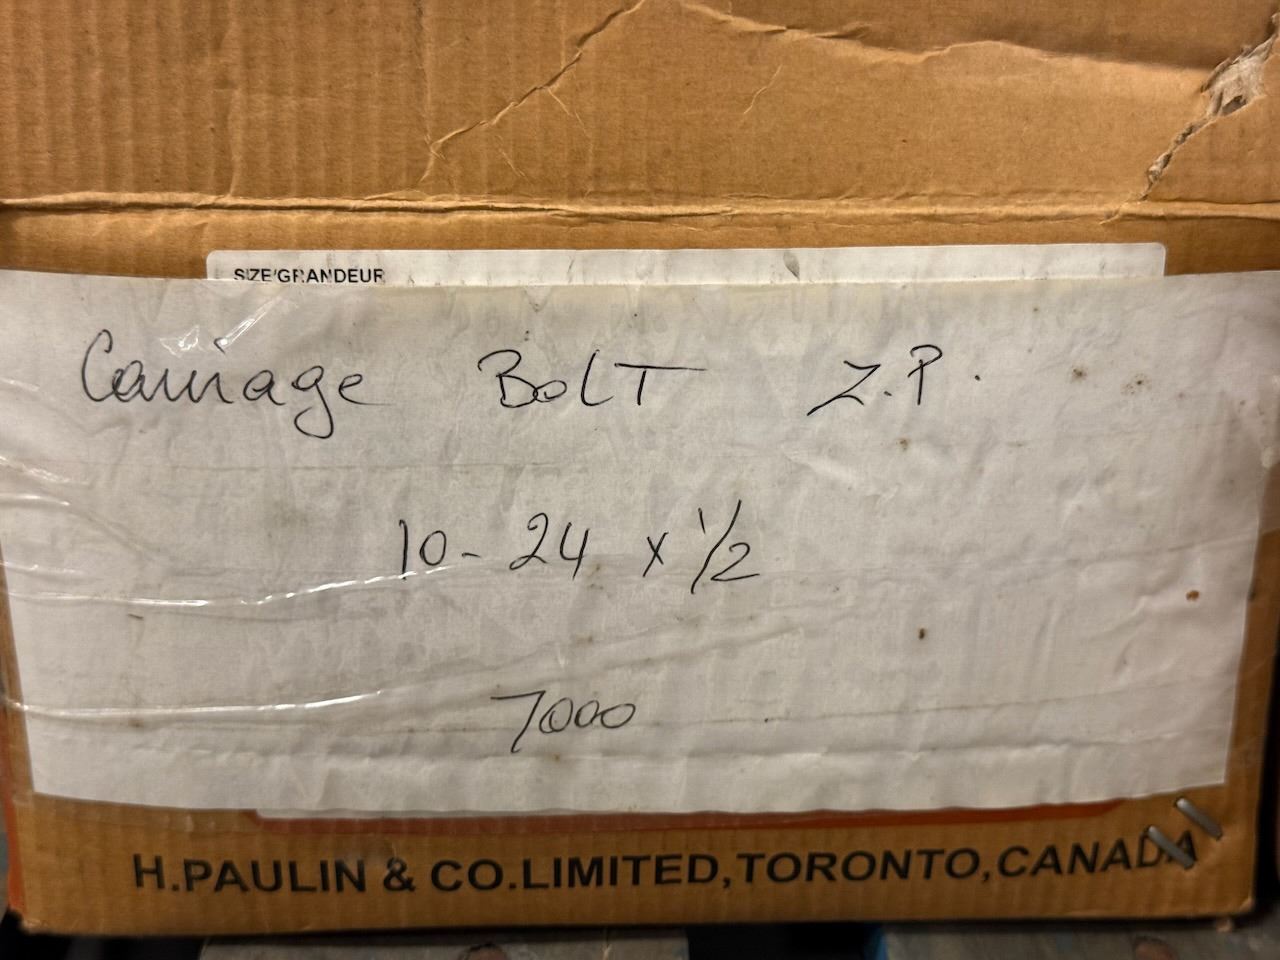 SIZE/GRANDEUR
Carriage BOLT Z.P.
10-24 x 1/2
7000
H.PAULIN & CO.LIMITED,TORONTO,CANADA